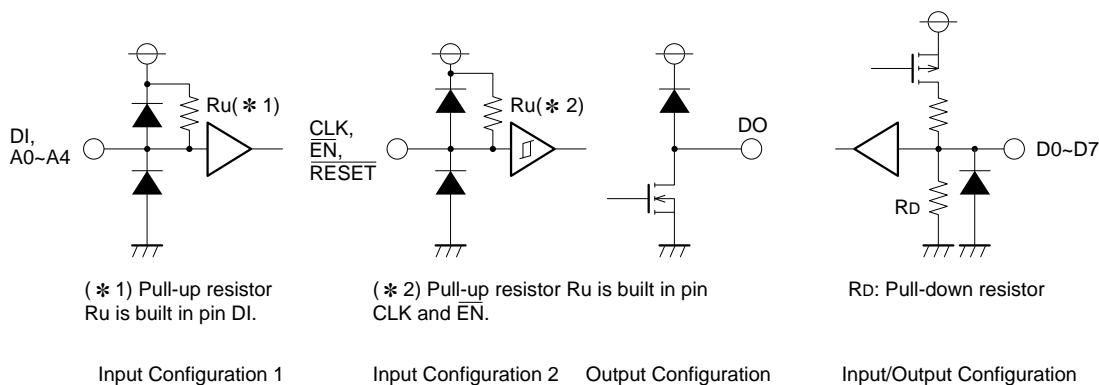 DI,
A0~A4
Ru(✻ 1)
CLK,
EN,
RESET
Ru(✻ 2)
DO
D0~D7
RD
(✻ 1) Pull-up resistor
Ru is built in pin DI.
(✻ 2) Pull-up resistor Ru is built in pin
CLK and EN.
RD: Pull-down resistor
Input Configuration 1
Input Configuration 2
Output Configuration
Input/Output Configuration